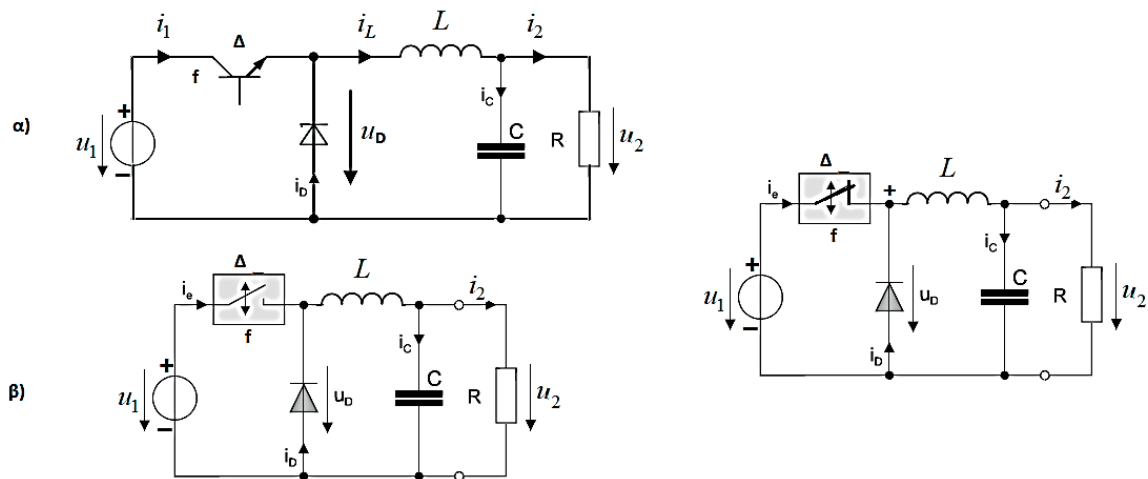 α)
i₁
Δ
f
i_L
L
i₂
+
u₁
−
u_D
i_D
i_C
C
R
u₂
β)
Δ
i_e
f
L
i₂
+
u₁
−
u_D
i_D
i_C
C
R
u₂
Δ
i_e
f
+
L
i₂
+
u₁
−
u_D
i_D
i_C
C
R
u₂